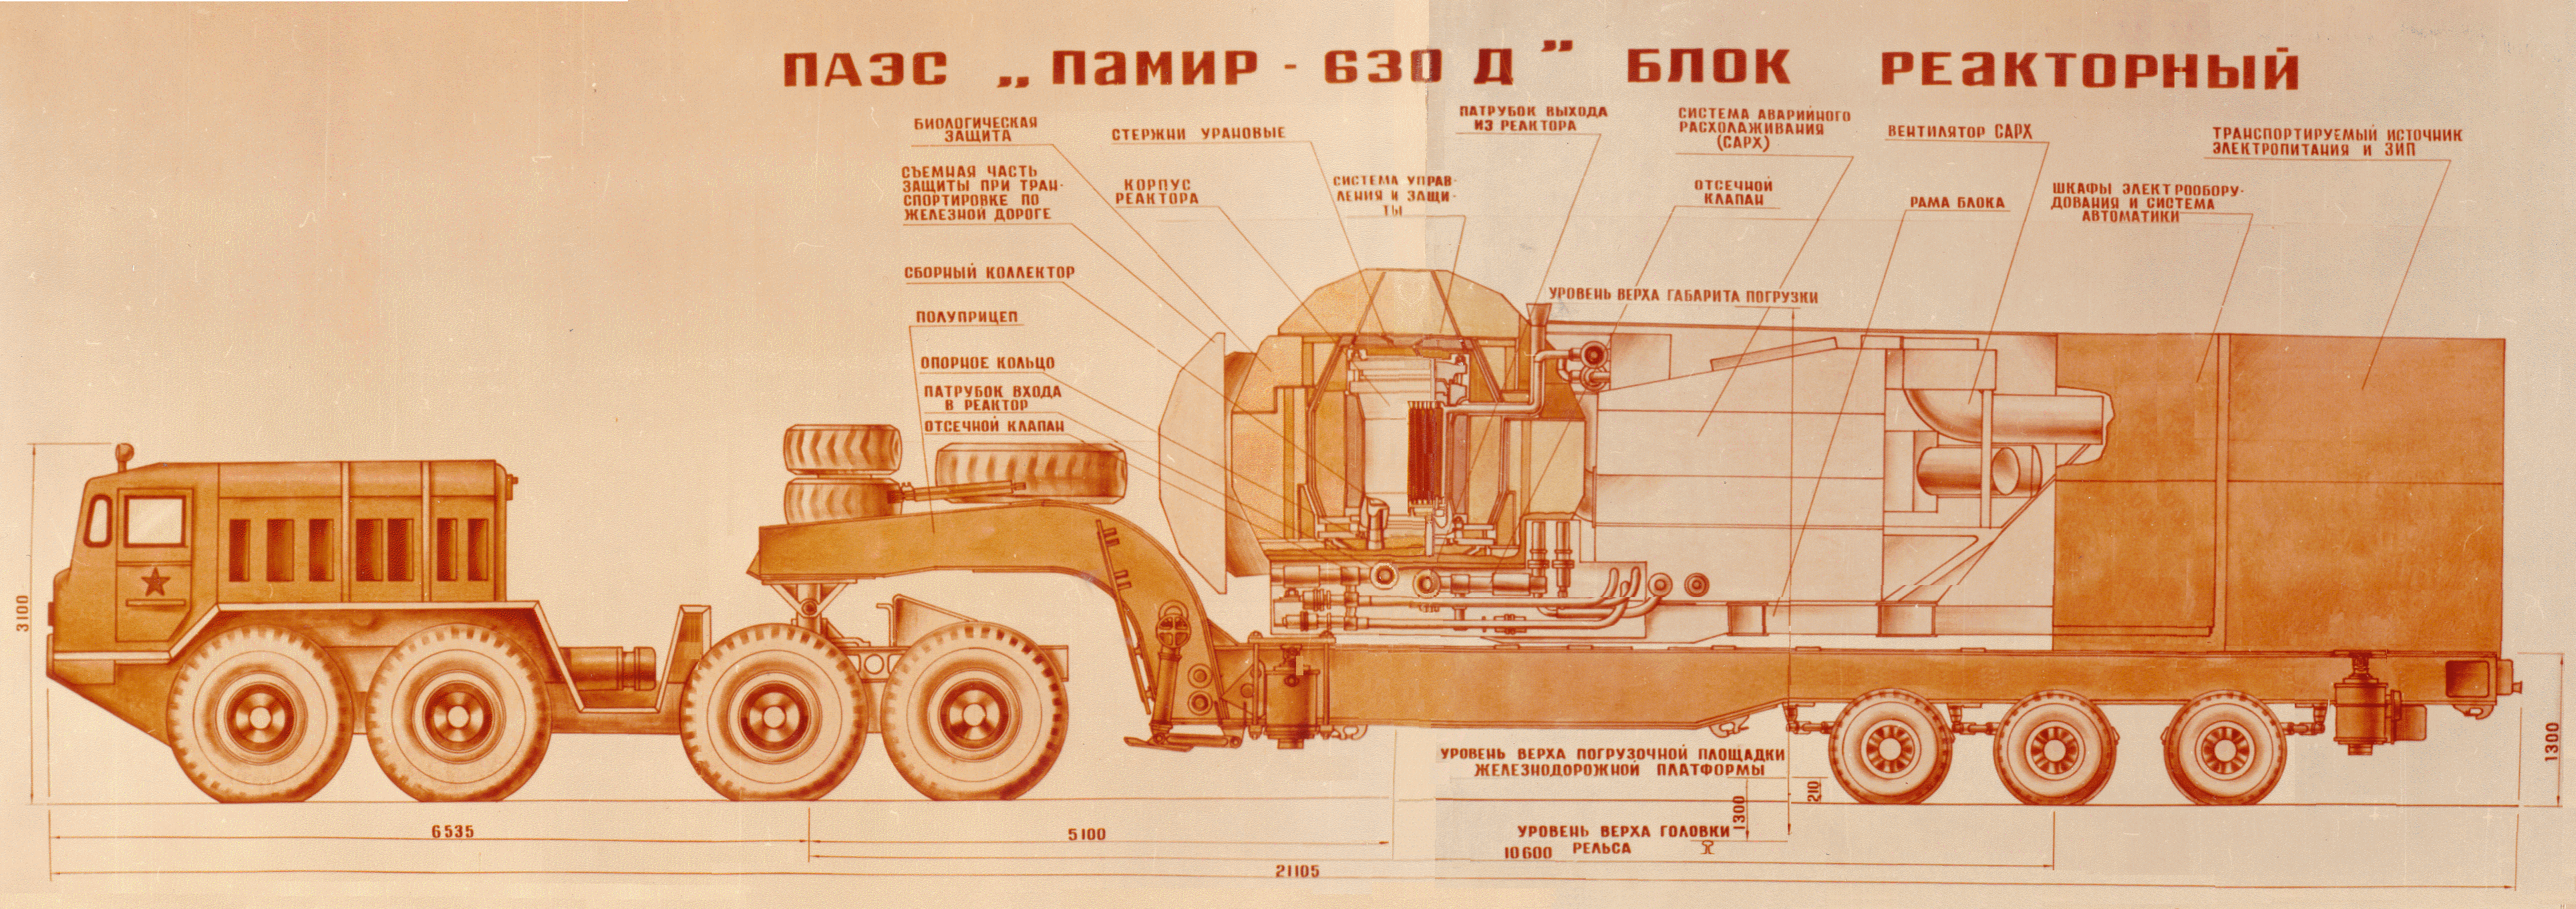 ПАЭС „ПАМИР - 630 Д” БЛОК РЕАКТОРНЫЙ
БИОЛОГИЧЕСКАЯ
ЗАЩИТА
СЪЕМНАЯ ЧАСТЬ
ЗАЩИТЫ ПРИ ТРАН-
СПОРТИРОВКЕ ПО
ЖЕЛЕЗНОЙ ДОРОГЕ
СБОРНЫЙ КОЛЛЕКТОР
ПОЛУПРИЦЕП
ОПОРНОЕ КОЛЬЦО
ПАТРУБОК ВХОДА
В РЕАКТОР
ОТСЕЧНОЙ КЛАПАН
СТЕРЖНИ УРАНОВЫЕ
КОРПУС
РЕАКТОРА
СИСТЕМА УПРАВ-
ЛЕНИЯ И ЗАЩИ-
ТЫ
ПАТРУБОК ВЫХОДА
ИЗ РЕАКТОРА
СИСТЕМА АВАРИЙНОГО
РАСХОЛАЖИВАНИЯ
(САРХ)
ОТСЕЧНОЙ
КЛАПАН
ВЕНТИЛЯТОР САРХ
РАМА БЛОКА
ТРАНСПОРТИРУЕМЫЙ ИСТОЧНИК
ЭЛЕКТРОПИТАНИЯ И ЗИП
ШКАФЫ ЭЛЕКТРООБОРУ-
ДОВАНИЯ И СИСТЕМА
АВТОМАТИКИ
УРОВЕНЬ ВЕРХА ГАБАРИТА ПОГРУЗКИ
3100
УРОВЕНЬ ВЕРХА ПОГРУЗОЧНОЙ ПЛОЩАДКИ
ЖЕЛЕЗНОДОРОЖНОЙ ПЛАТФОРМЫ
210
1300
1300
УРОВЕНЬ ВЕРХА ГОЛОВКИ
РЕЛЬСА
6535
5100
10600
21105